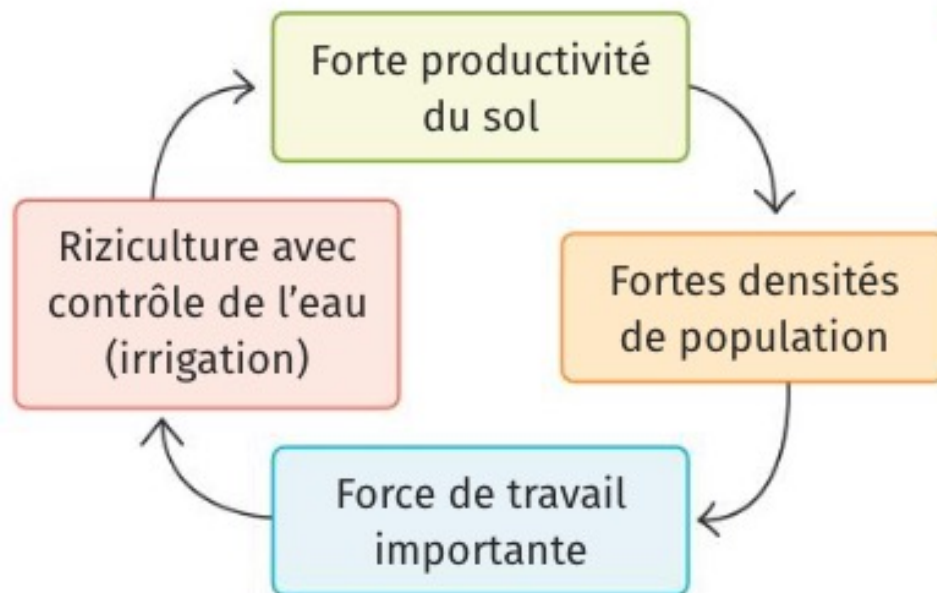 Forte productivité
du sol
Fortes densités
de population
Force de travail
importante
Riziculture avec
contrôle de l’eau
(irrigation)